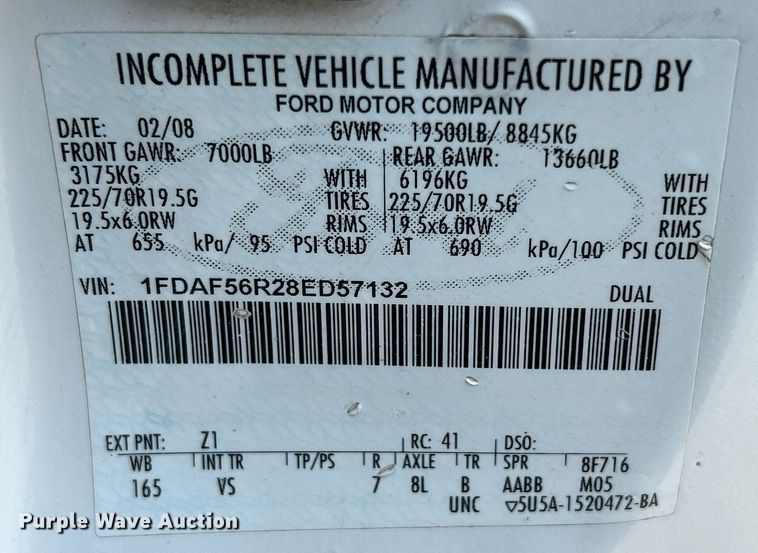 INCOMPLETE VEHICLE MANUFACTURED BY
FORD MOTOR COMPANY
DATE: 02/08 GVWR: 19500LB/ 8845KG
FRONT GAWR: 7000LB REAR GAWR: 13660LB
3175KG WITH 6196KG WITH
225/70R19.5G TIRES 225/70R19.5G TIRES
19.5x6.0RW RIMS 19.5x6.0RW RIMS
AT 655 kPa/ 95 PSI COLD AT 690 kPa/100 PSI COLD
VIN: 1FDAF56R28ED57132 DUAL
EXT PNT: Z1 RC: 41 DSO:
WB INT TR TP/PS R AXLE TR SPR 8F716
165 VS 7 8L B AABB M05
UNC ▽5U5A-1520472-BA
Purple Wave Auction